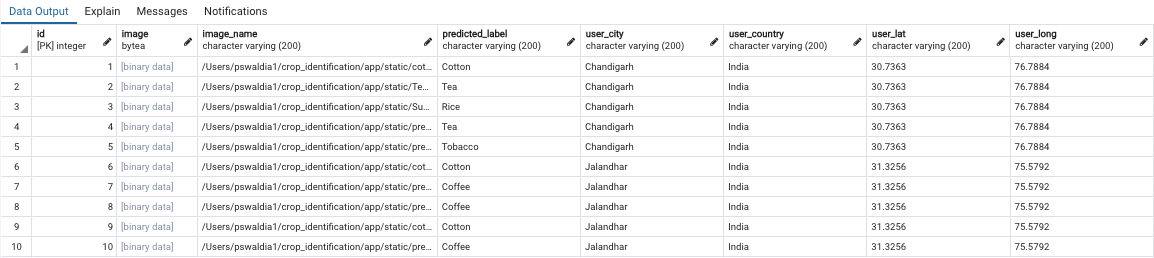 Data Output Explain Messages Notifications
id image image_name predicted_label user_city user_country user_lat user_long
[PK] integer bytea character varying (200) character varying (200) character varying (200) character varying (200) character varying (200) character varying (200)
1 1 [binary data] /Users/pswaldia1/crop_identification/app/static/cot... Cotton Chandigarh India 30.7363 76.7884
2 2 [binary data] /Users/pswaldia1/crop_identification/app/static/Te... Tea Chandigarh India 30.7363 76.7884
3 3 [binary data] /Users/pswaldia1/crop_identification/app/static/Su... Rice Chandigarh India 30.7363 76.7884
4 4 [binary data] /Users/pswaldia1/crop_identification/app/static/pre... Tea Chandigarh India 30.7363 76.7884
5 5 [binary data] /Users/pswaldia1/crop_identification/app/static/pre... Tobacco Chandigarh India 30.7363 76.7884
6 6 [binary data] /Users/pswaldia1/crop_identification/app/static/cot... Cotton Jalandhar India 31.3256 75.5792
7 7 [binary data] /Users/pswaldia1/crop_identification/app/static/pre... Coffee Jalandhar India 31.3256 75.5792
8 8 [binary data] /Users/pswaldia1/crop_identification/app/static/pre... Coffee Jalandhar India 31.3256 75.5792
9 9 [binary data] /Users/pswaldia1/crop_identification/app/static/cot... Cotton Jalandhar India 31.3256 75.5792
10 10 [binary data] /Users/pswaldia1/crop_identification/app/static/pre... Coffee Jalandhar India 31.3256 75.5792